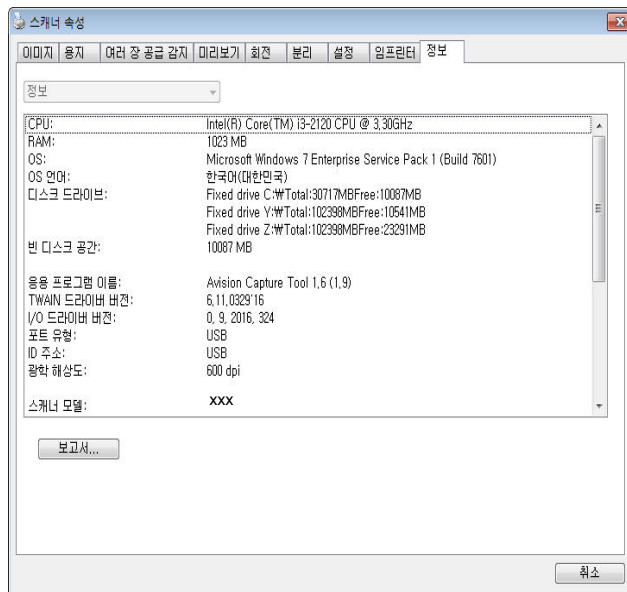 스캐너 속성
이미지 용지 여러 장 공급 감지 미리보기 회전 분리 설정 임프린터 정보
정보
CPU: Intel(R) Core(TM) i3-2120 CPU @ 3,30GHz
RAM: 1023 MB
OS: Microsoft Windows 7 Enterprise Service Pack 1 (Build 7601)
OS 언어: 한국어(대한민국)
디스크 드라이브: Fixed drive C:₩Total:30717MBFree:10087MB
Fixed drive Y:₩Total:102398MBFree:10541MB
Fixed drive Z:₩Total:102398MBFree:23291MB
빈 디스크 공간: 10087 MB
응용 프로그램 이름: Avision Capture Tool 1,6 (1,9)
TWAIN 드라이버 버전: 6,11,0329'16
I/O 드라이버 버전: 0, 9, 2016, 324
포트 유형: USB
ID 주소: USB
광학 해상도: 600 dpi
스캐너 모델: XXX
보고서...
취소